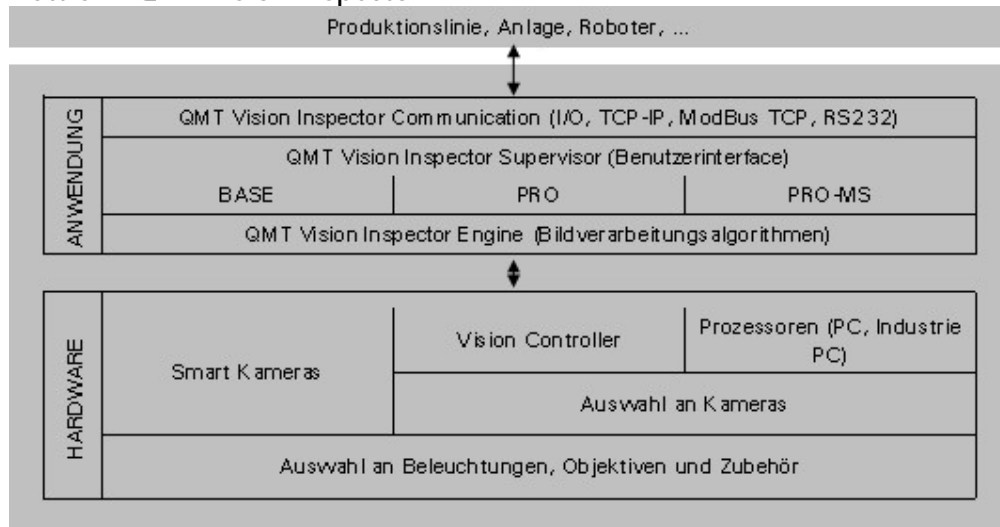 Produktionslinie, Anlage, Roboter, ...
ANWENDUNG
QMT Vision Inspector Communication (I/O, TCP-IP, ModBus TCP, RS232)
QMT Vision Inspector Supervisor (Benutzerinterface)
BASE
PRO
PRO-MS
QMT Vision Inspector Engine (Bildverarbeitungsalgorithmen)
HARDWARE
Smart Kameras
Vision Controller
Prozessoren (PC, Industrie
PC)
Auswahl an Kameras
Auswahl an Beleuchtungen, Objektiven und Zubehör